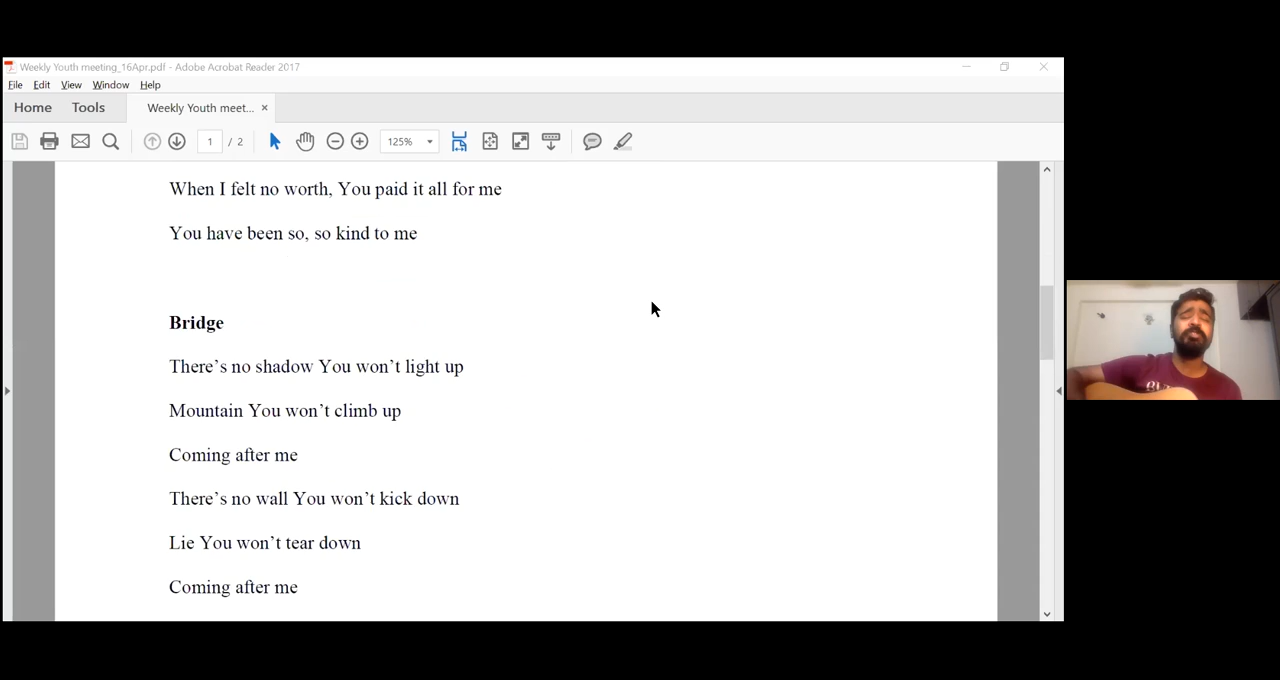 Weekly Youth meeting_16Apr.pdf - Adobe Acrobat Reader 2017
File Edit View Window Help
Home Tools Weekly Youth meet... ×
1 / 2 125%
When I felt no worth, You paid it all for me
You have been so, so kind to me
Bridge
There’s no shadow You won’t light up
Mountain You won’t climb up
Coming after me
There’s no wall You won’t kick down
Lie You won’t tear down
Coming after me